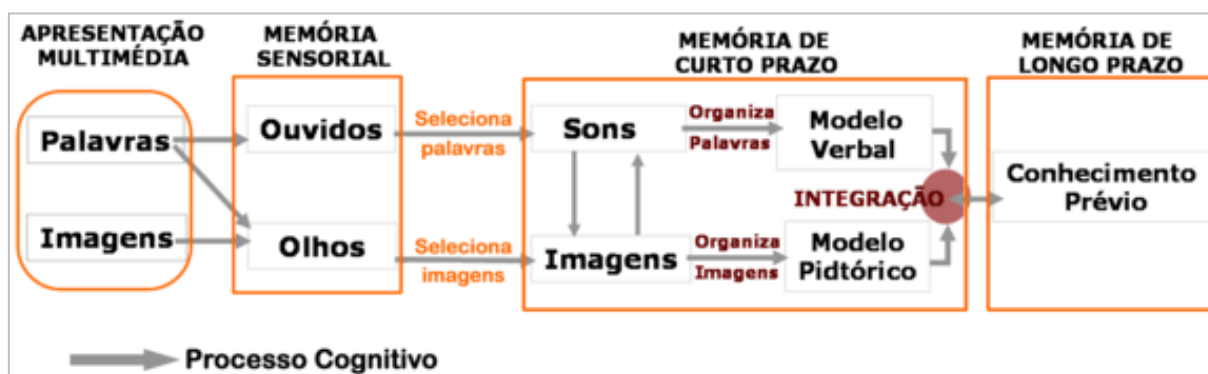 APRESENTAÇÃO
MULTIMÉDIA
MEMÓRIA
SENSORIAL
MEMÓRIA DE
CURTO PRAZO
MEMÓRIA DE
LONGO PRAZO
Palavras
Ouvidos
Seleciona
palavras
Sons
Organiza
Palavras
Modelo
Verbal
INTEGRAÇÃO
Conhecimento
Prévio
Imagens
Olhos
Seleciona
imagens
Imagens
Organiza
Imagens
Modelo
Pidtórico
Processo Cognitivo